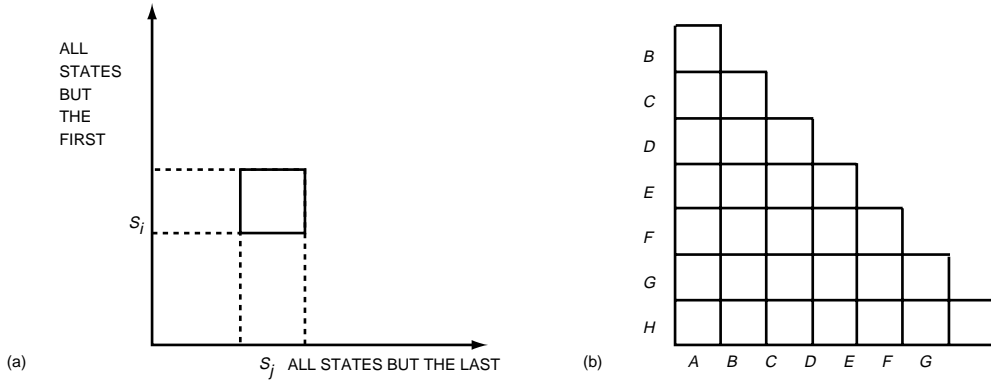 ALL
STATES
BUT
THE
FIRST
S_i
S_j ALL STATES BUT THE LAST
(a)
B
C
D
E
F
G
H
A B C D E F G
(b)